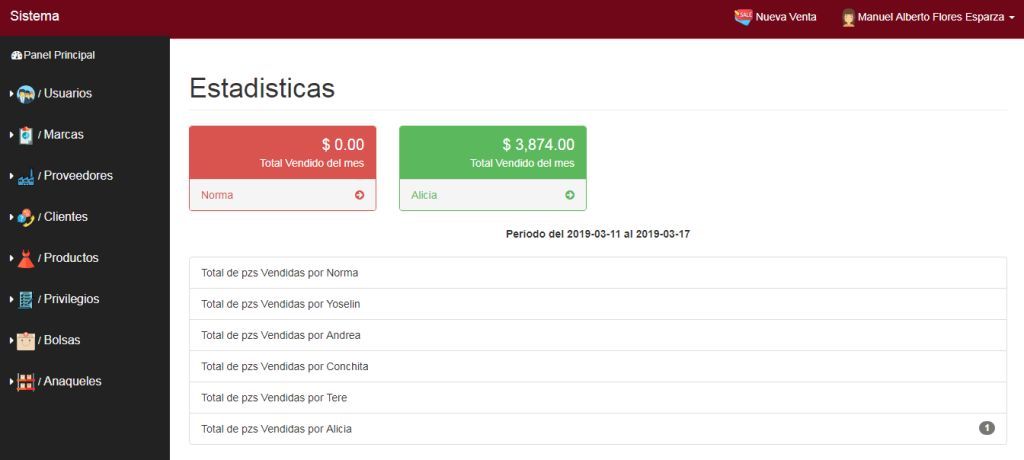 Sistema
Nueva Venta
Manuel Alberto Flores Esparza
Panel Principal
/ Usuarios
/ Marcas
/ Proveedores
/ Clientes
/ Productos
/ Privilegios
/ Bolsas
/ Anaqueles
Estadisticas
$ 0.00
Total Vendido del mes
Norma
$ 3,874.00
Total Vendido del mes
Alicia
Periodo del 2019-03-11 al 2019-03-17
Total de pzs Vendidas por Norma
Total de pzs Vendidas por Yoselin
Total de pzs Vendidas por Andrea
Total de pzs Vendidas por Conchita
Total de pzs Vendidas por Tere
Total de pzs Vendidas por Alicia 1